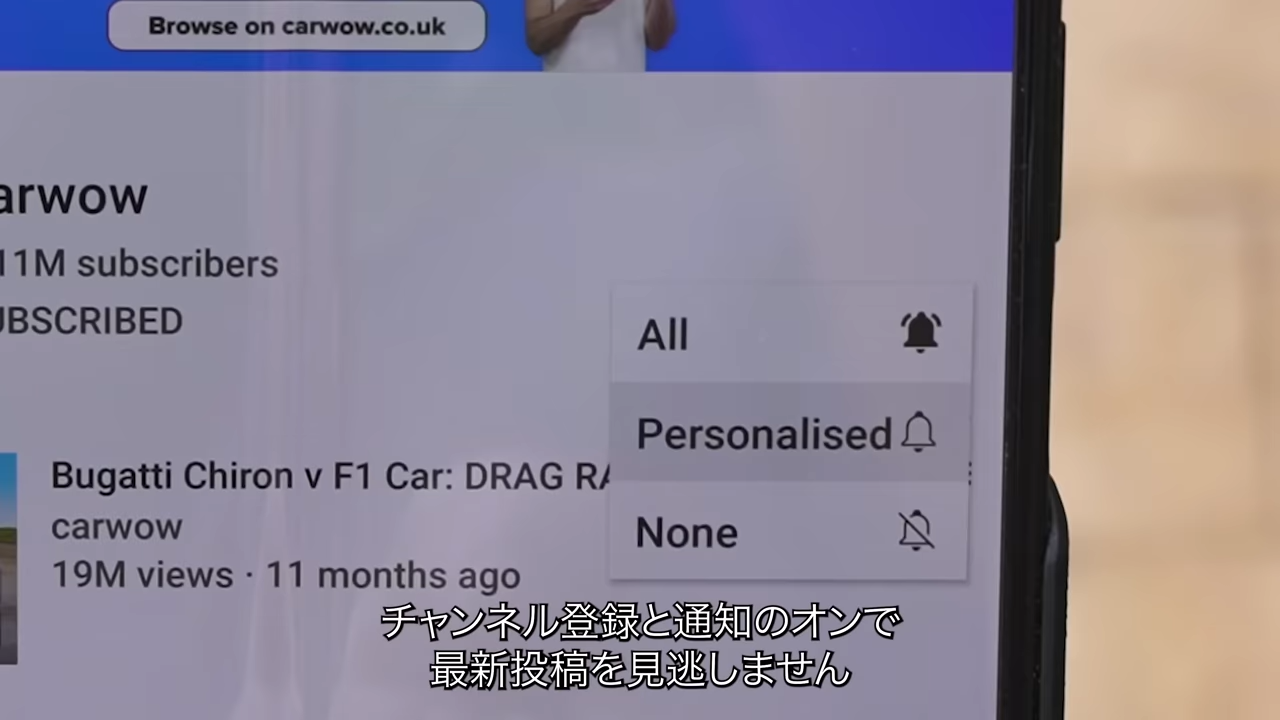 Browse on carwow.co.uk
arwow
11M subscribers
UBSCRIBED
All
Personalised
None
Bugatti Chiron v F1 Car: DRAG RA
carwow
19M views · 11 months ago
チャンネル登録と通知のオンで
最新投稿を見逃しません